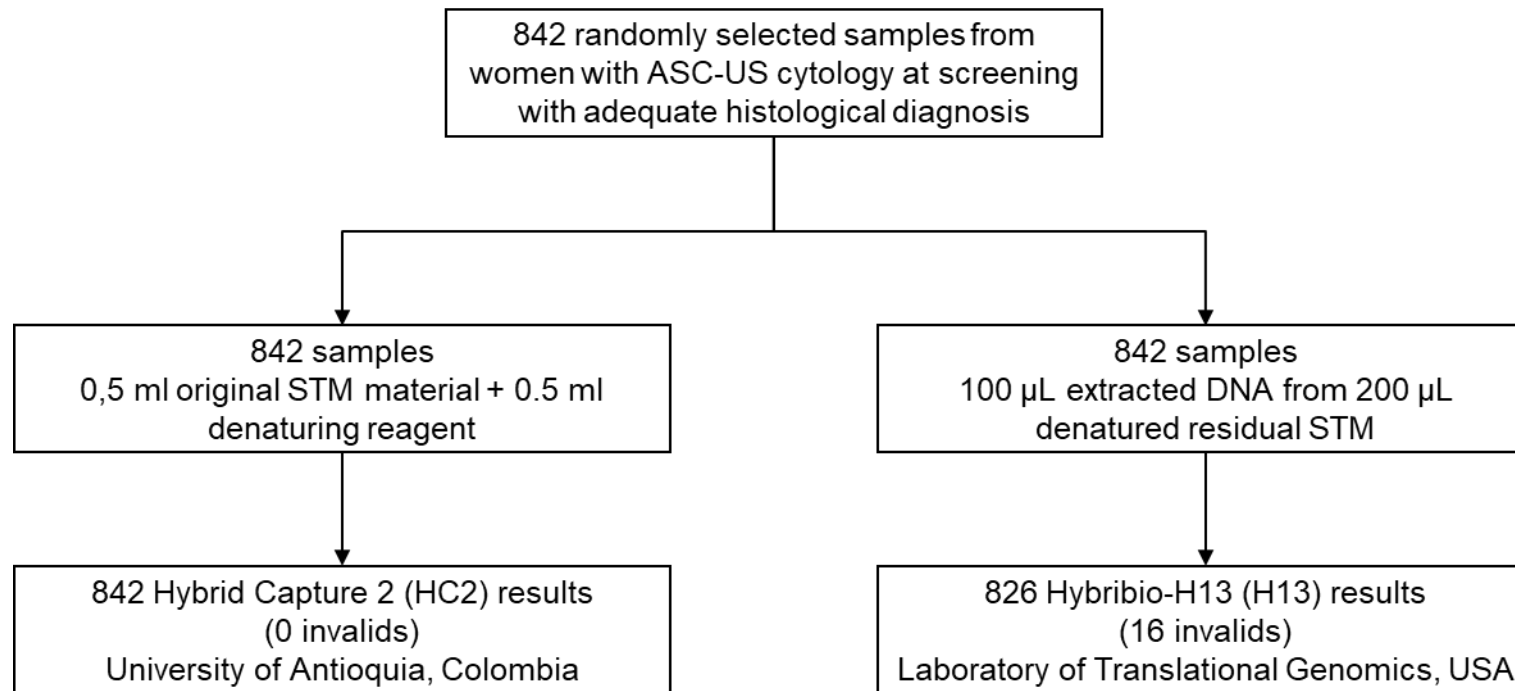 842 randomly selected samples from
women with ASC-US cytology at screening
with adequate histological diagnosis
842 samples
0,5 ml original STM material + 0.5 ml
denaturing reagent
842 samples
100 µL extracted DNA from 200 µL
denatured residual STM
842 Hybrid Capture 2 (HC2) results
(0 invalids)
University of Antioquia, Colombia
826 Hybribio-H13 (H13) results
(16 invalids)
Laboratory of Translational Genomics, USA